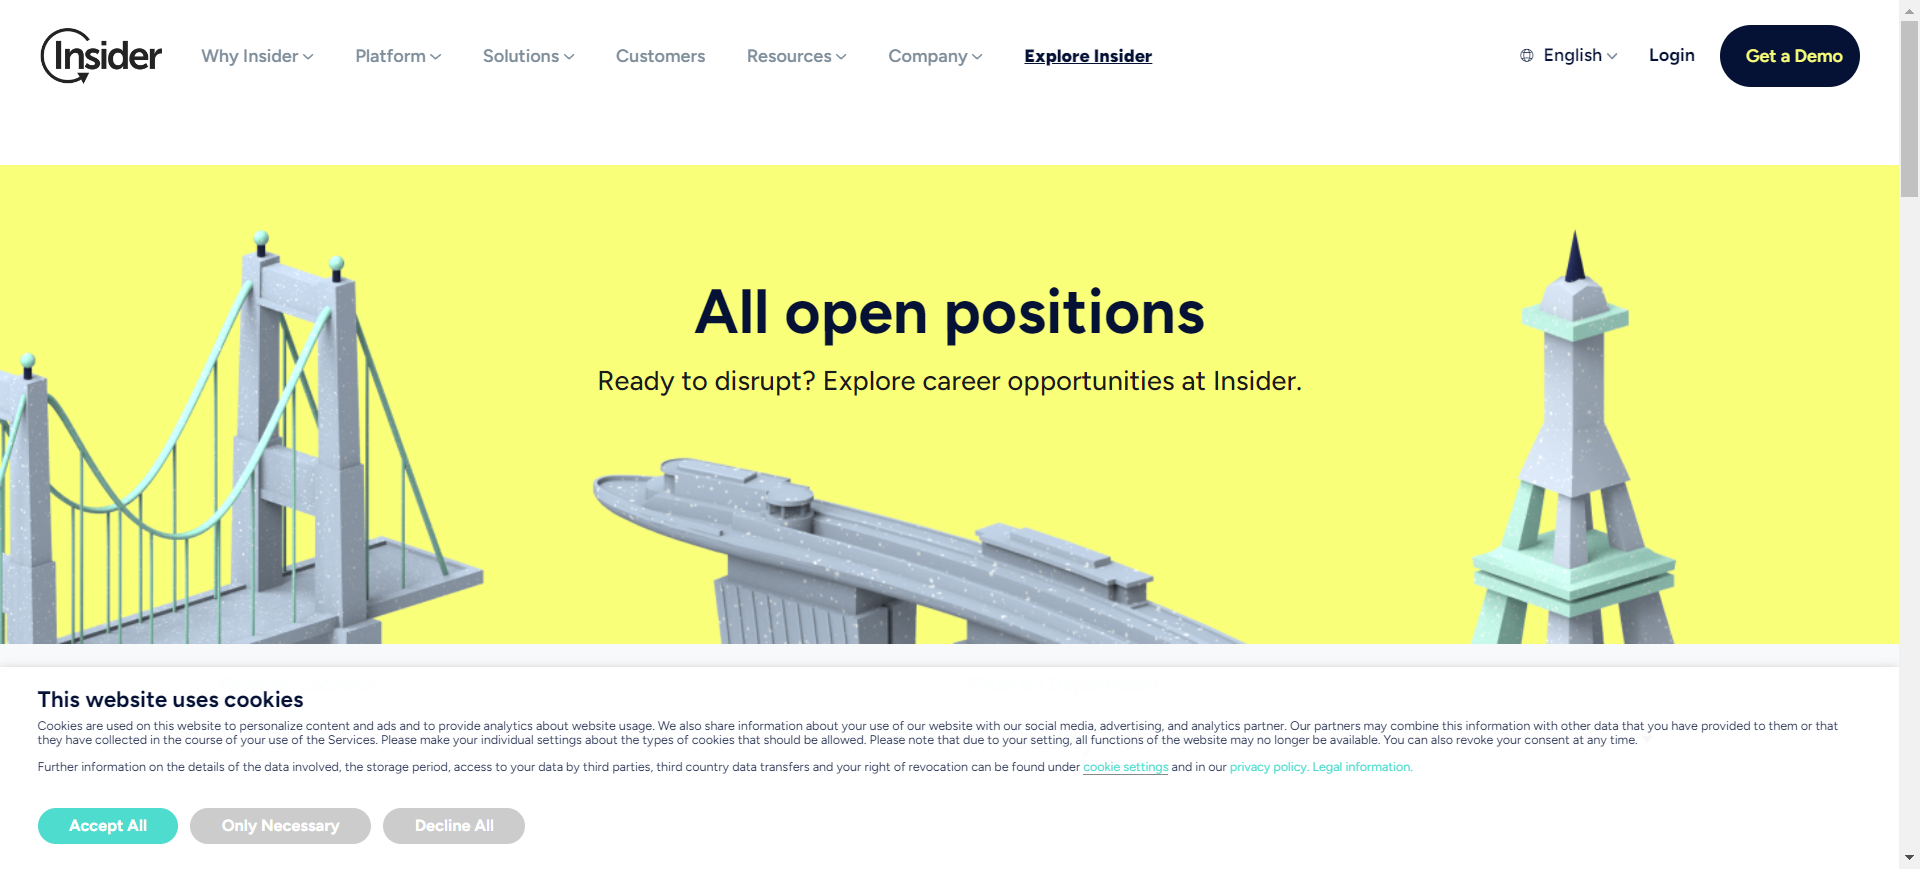 Insider
Why Insider
Platform
Solutions
Customers
Resources
Company
Explore Insider
English
Login
Get a Demo
All open positions
Ready to disrupt? Explore career opportunities at Insider.
This website uses cookies
Cookies are used on this website to personalize content and ads and to provide analytics about website usage. We also share information about your use of our website with our social media, advertising, and analytics partner. Our partners may combine this information with other data that you have provided to them or that
they have collected in the course of your use of the Services. Please make your individual settings about the types of cookies that should be allowed. Please note that due to your setting, all functions of the website may no longer be available. You can also revoke your consent at any time.
Further information on the details of the data involved, the storage period, access to your data by third parties, third country data transfers and your right of revocation can be found under cookie settings and in our privacy policy. Legal information.
Accept All
Only Necessary
Decline All